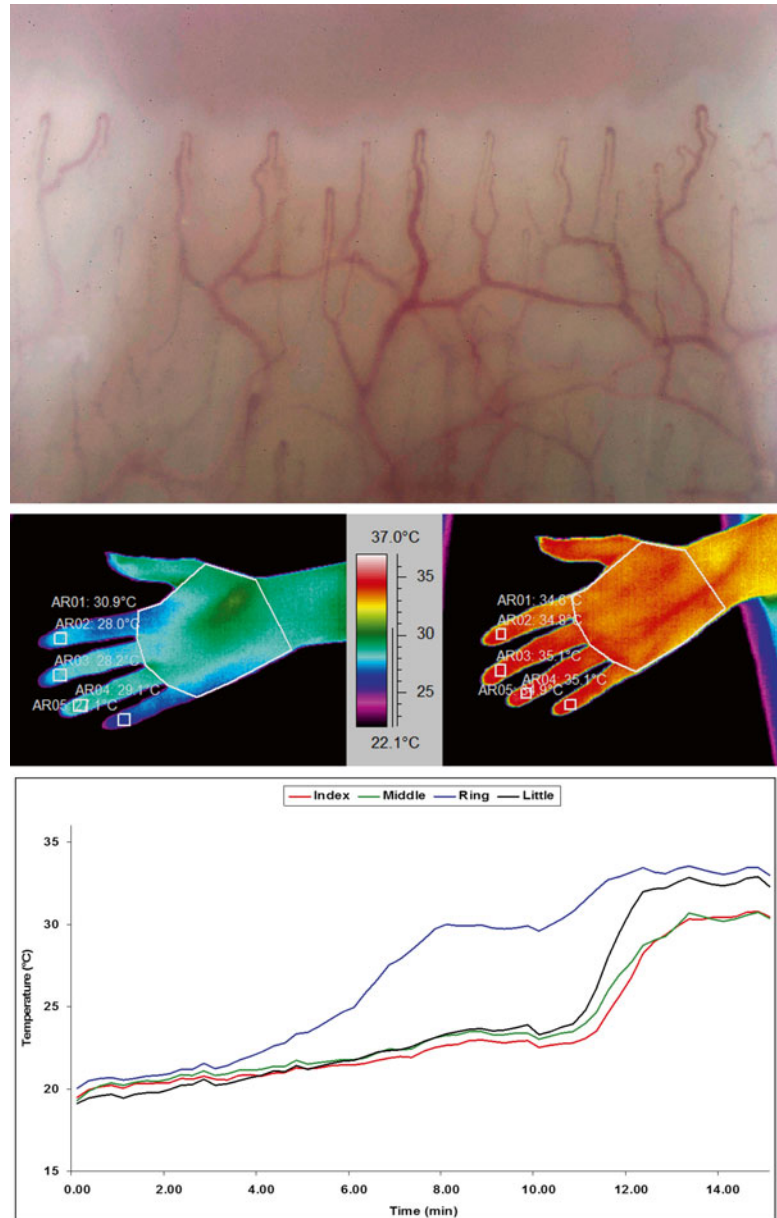 37.0°C
35
30
25
22.1°C
AR01: 30.9°C
AR02: 28.0°C
AR03: 28.2°C
AR04: 29.1°C
AR05:
AR01: 34.6°C
AR02: 34.8°C
AR03: 35.1°C
AR04: 35.1°C
AR05:
Index Middle Ring Little
Temperature (°C)
35
30
25
20
15
0.00 2.00 4.00 6.00 8.00 10.00 12.00 14.00
Time (min)